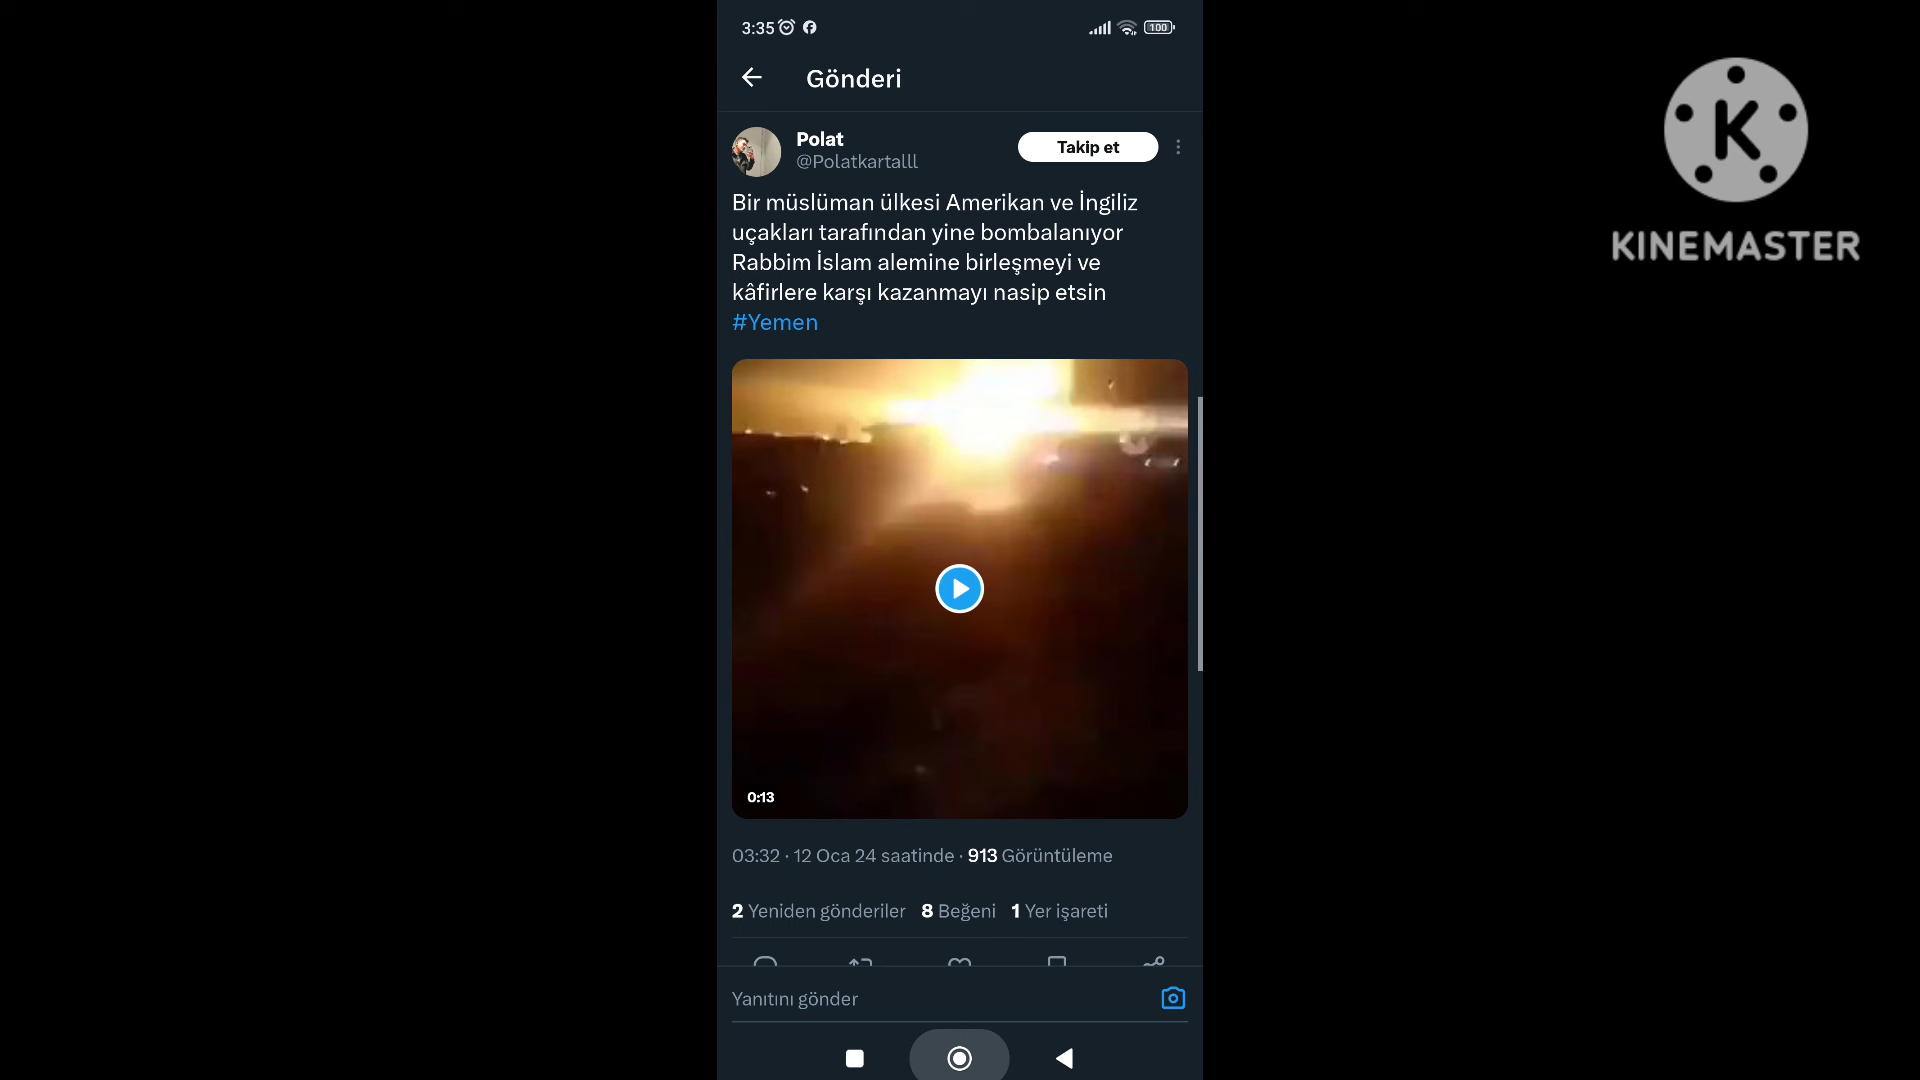 3:35
100
Gönderi
Polat
@Polatkartalll
Takip et
Bir müslüman ülkesi Amerikan ve İngiliz
uçakları tarafından yine bombalanıyor
Rabbim İslam alemine birleşmeyi ve
kâfirlere karşı kazanmayı nasip etsin
#Yemen
0:13
03:32 · 12 Oca 24 saatinde · 913 Görüntüleme
2 Yeniden gönderiler 8 Beğeni 1 Yer işareti
Yanıtını gönder
K
KINEMASTER